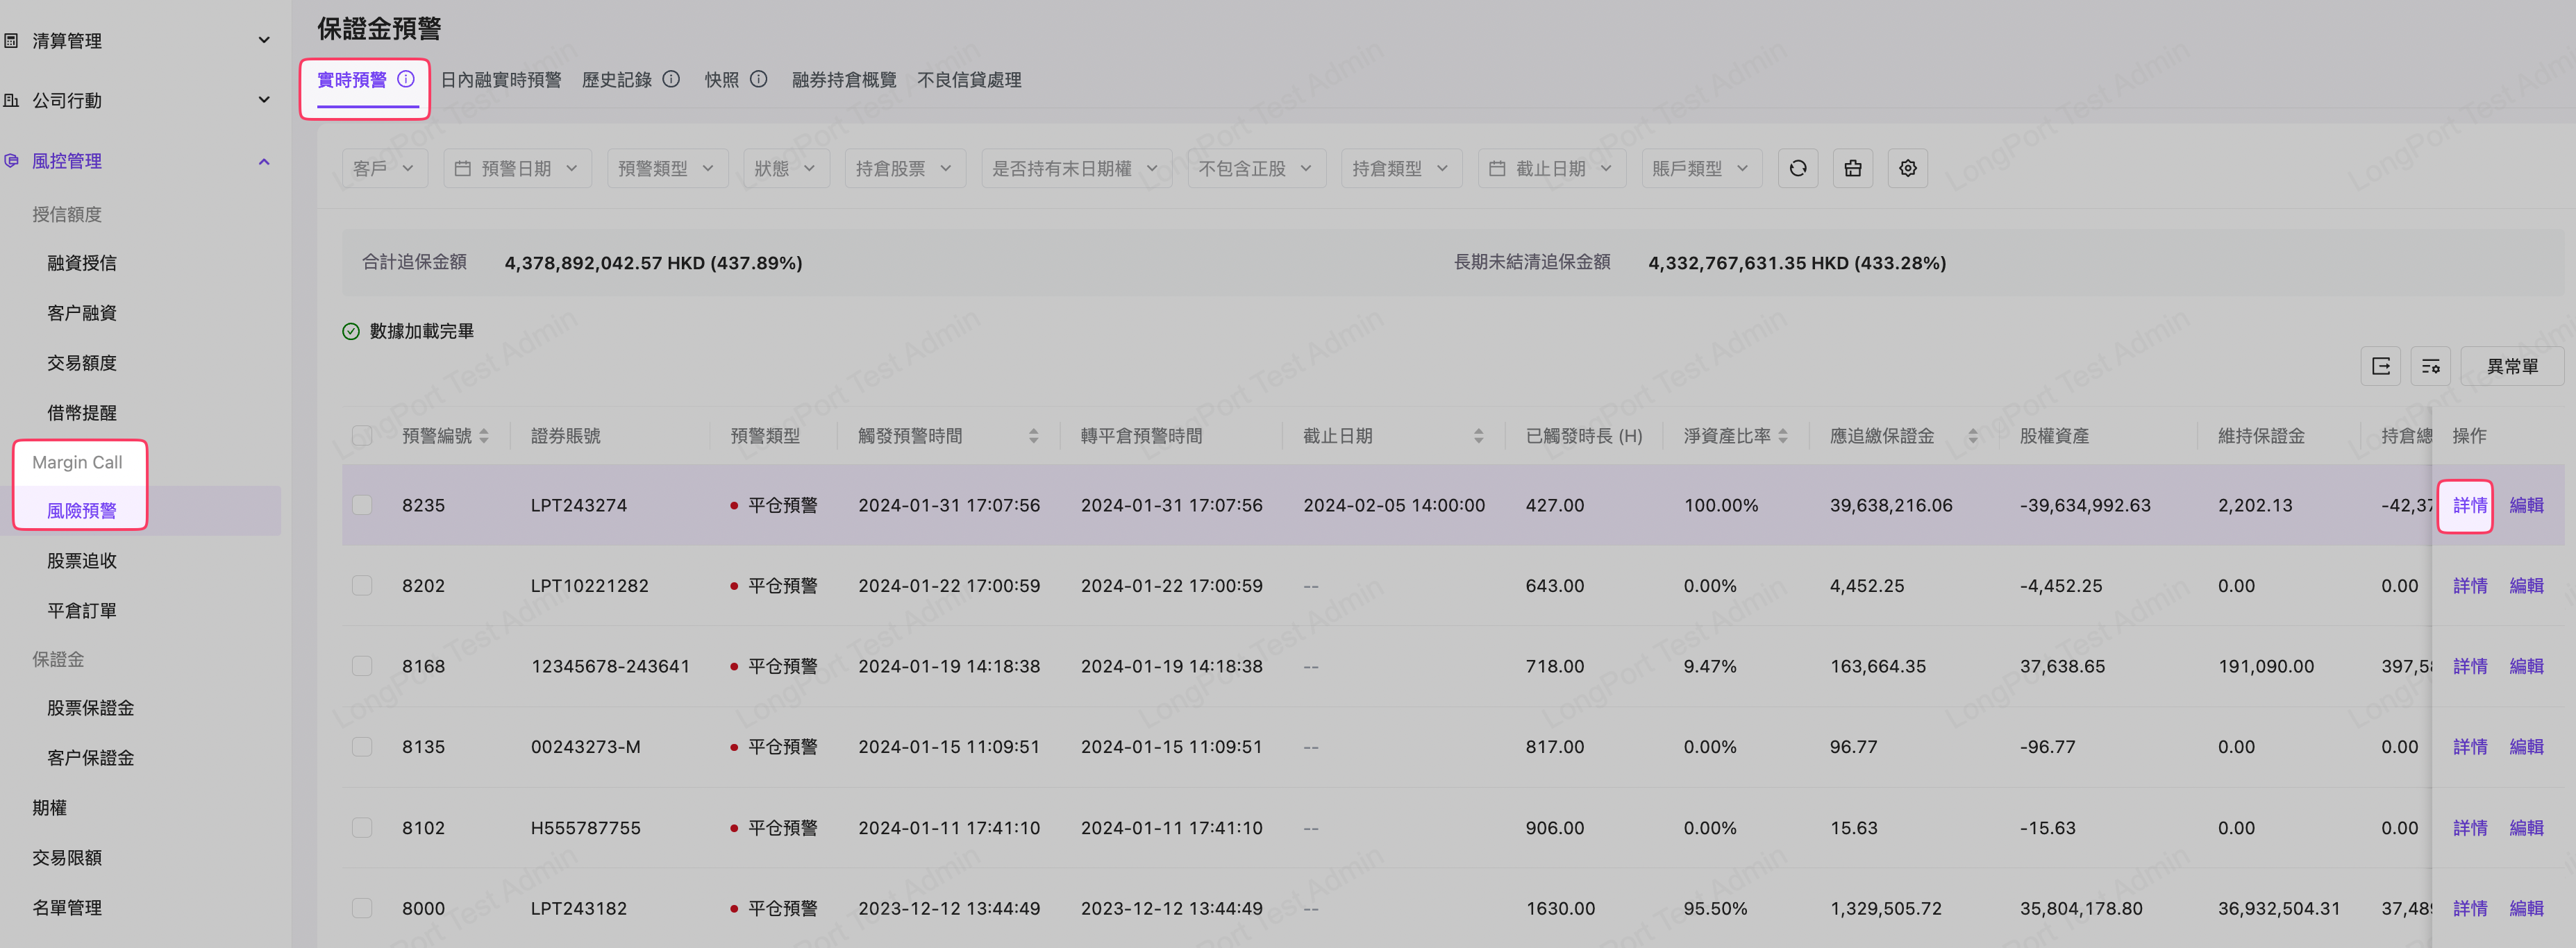 清算管理
公司行動
風控管理
授信額度
融資授信
客户融資
交易額度
借幣提醒
Margin Call
風險預警
股票追收
平倉訂單
保證金
股票保證金
客户保證金
期權
交易限額
名單管理
保證金預警
實時預警 日內融實時預警 歷史記錄 快照 融券持倉概覽 不良信貸處理
客戶 預警日期 預警類型 狀態 持倉股票 是否持有末日期權 不包含正股 持倉類型 截止日期 賬戶類型
合計追保金額 4,378,892,042.57 HKD (437.89%) 長期未結清追保金額 4,332,767,631.35 HKD (433.28%)
數據加載完畢
異常單
預警編號 證券賬號 預警類型 觸發預警時間 轉平倉預警時間 截止日期 已觸發時長 (H) 淨資產比率 應追繳保證金 股權資產 維持保證金 持倉總 操作
8235 LPT243274 平仓預警 2024-01-31 17:07:56 2024-01-31 17:07:56 2024-02-05 14:00:00 427.00 100.00% 39,638,216.06 -39,634,992.63 2,202.13 -42,37 詳情 編輯
8202 LPT10221282 平仓預警 2024-01-22 17:00:59 2024-01-22 17:00:59 -- 643.00 0.00% 4,452.25 -4,452.25 0.00 0.00 詳情 編輯
8168 12345678-243641 平仓預警 2024-01-19 14:18:38 2024-01-19 14:18:38 -- 718.00 9.47% 163,664.35 37,638.65 191,090.00 397,58 詳情 編輯
8135 00243273-M 平仓預警 2024-01-15 11:09:51 2024-01-15 11:09:51 -- 817.00 0.00% 96.77 -96.77 0.00 0.00 詳情 編輯
8102 H555787755 平仓預警 2024-01-11 17:41:10 2024-01-11 17:41:10 -- 906.00 0.00% 15.63 -15.63 0.00 0.00 詳情 編輯
8000 LPT243182 平仓預警 2023-12-12 13:44:49 2023-12-12 13:44:49 -- 1630.00 95.50% 1,329,505.72 35,804,178.80 36,932,504.31 37,489 詳情 編輯
LongPort Test Admin